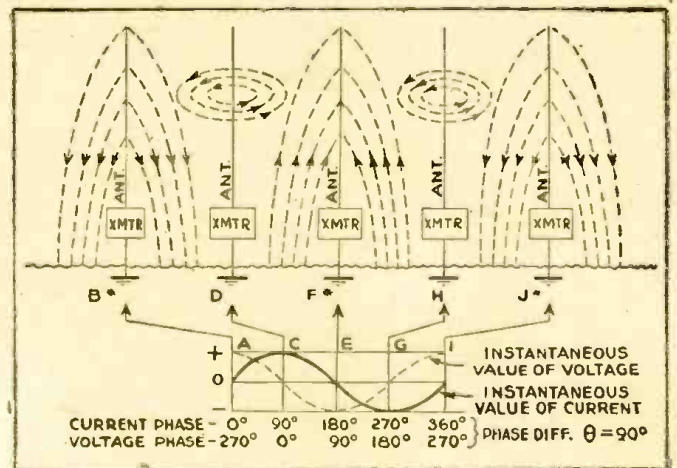 ANT. ANT. ANT. ANT. ANT.
XMTR XMTR XMTR XMTR XMTR
B* D F* H J*
A C E G I
+
0
-
INSTANTANEOUS
VALUE OF VOLTAGE
INSTANTANEOUS
VALUE OF CURRENT
CURRENT PHASE- 0° 90° 180° 270° 360°
VOLTAGE PHASE-270° 0° 90° 180° 270°
PHASE DIFF. θ=90°